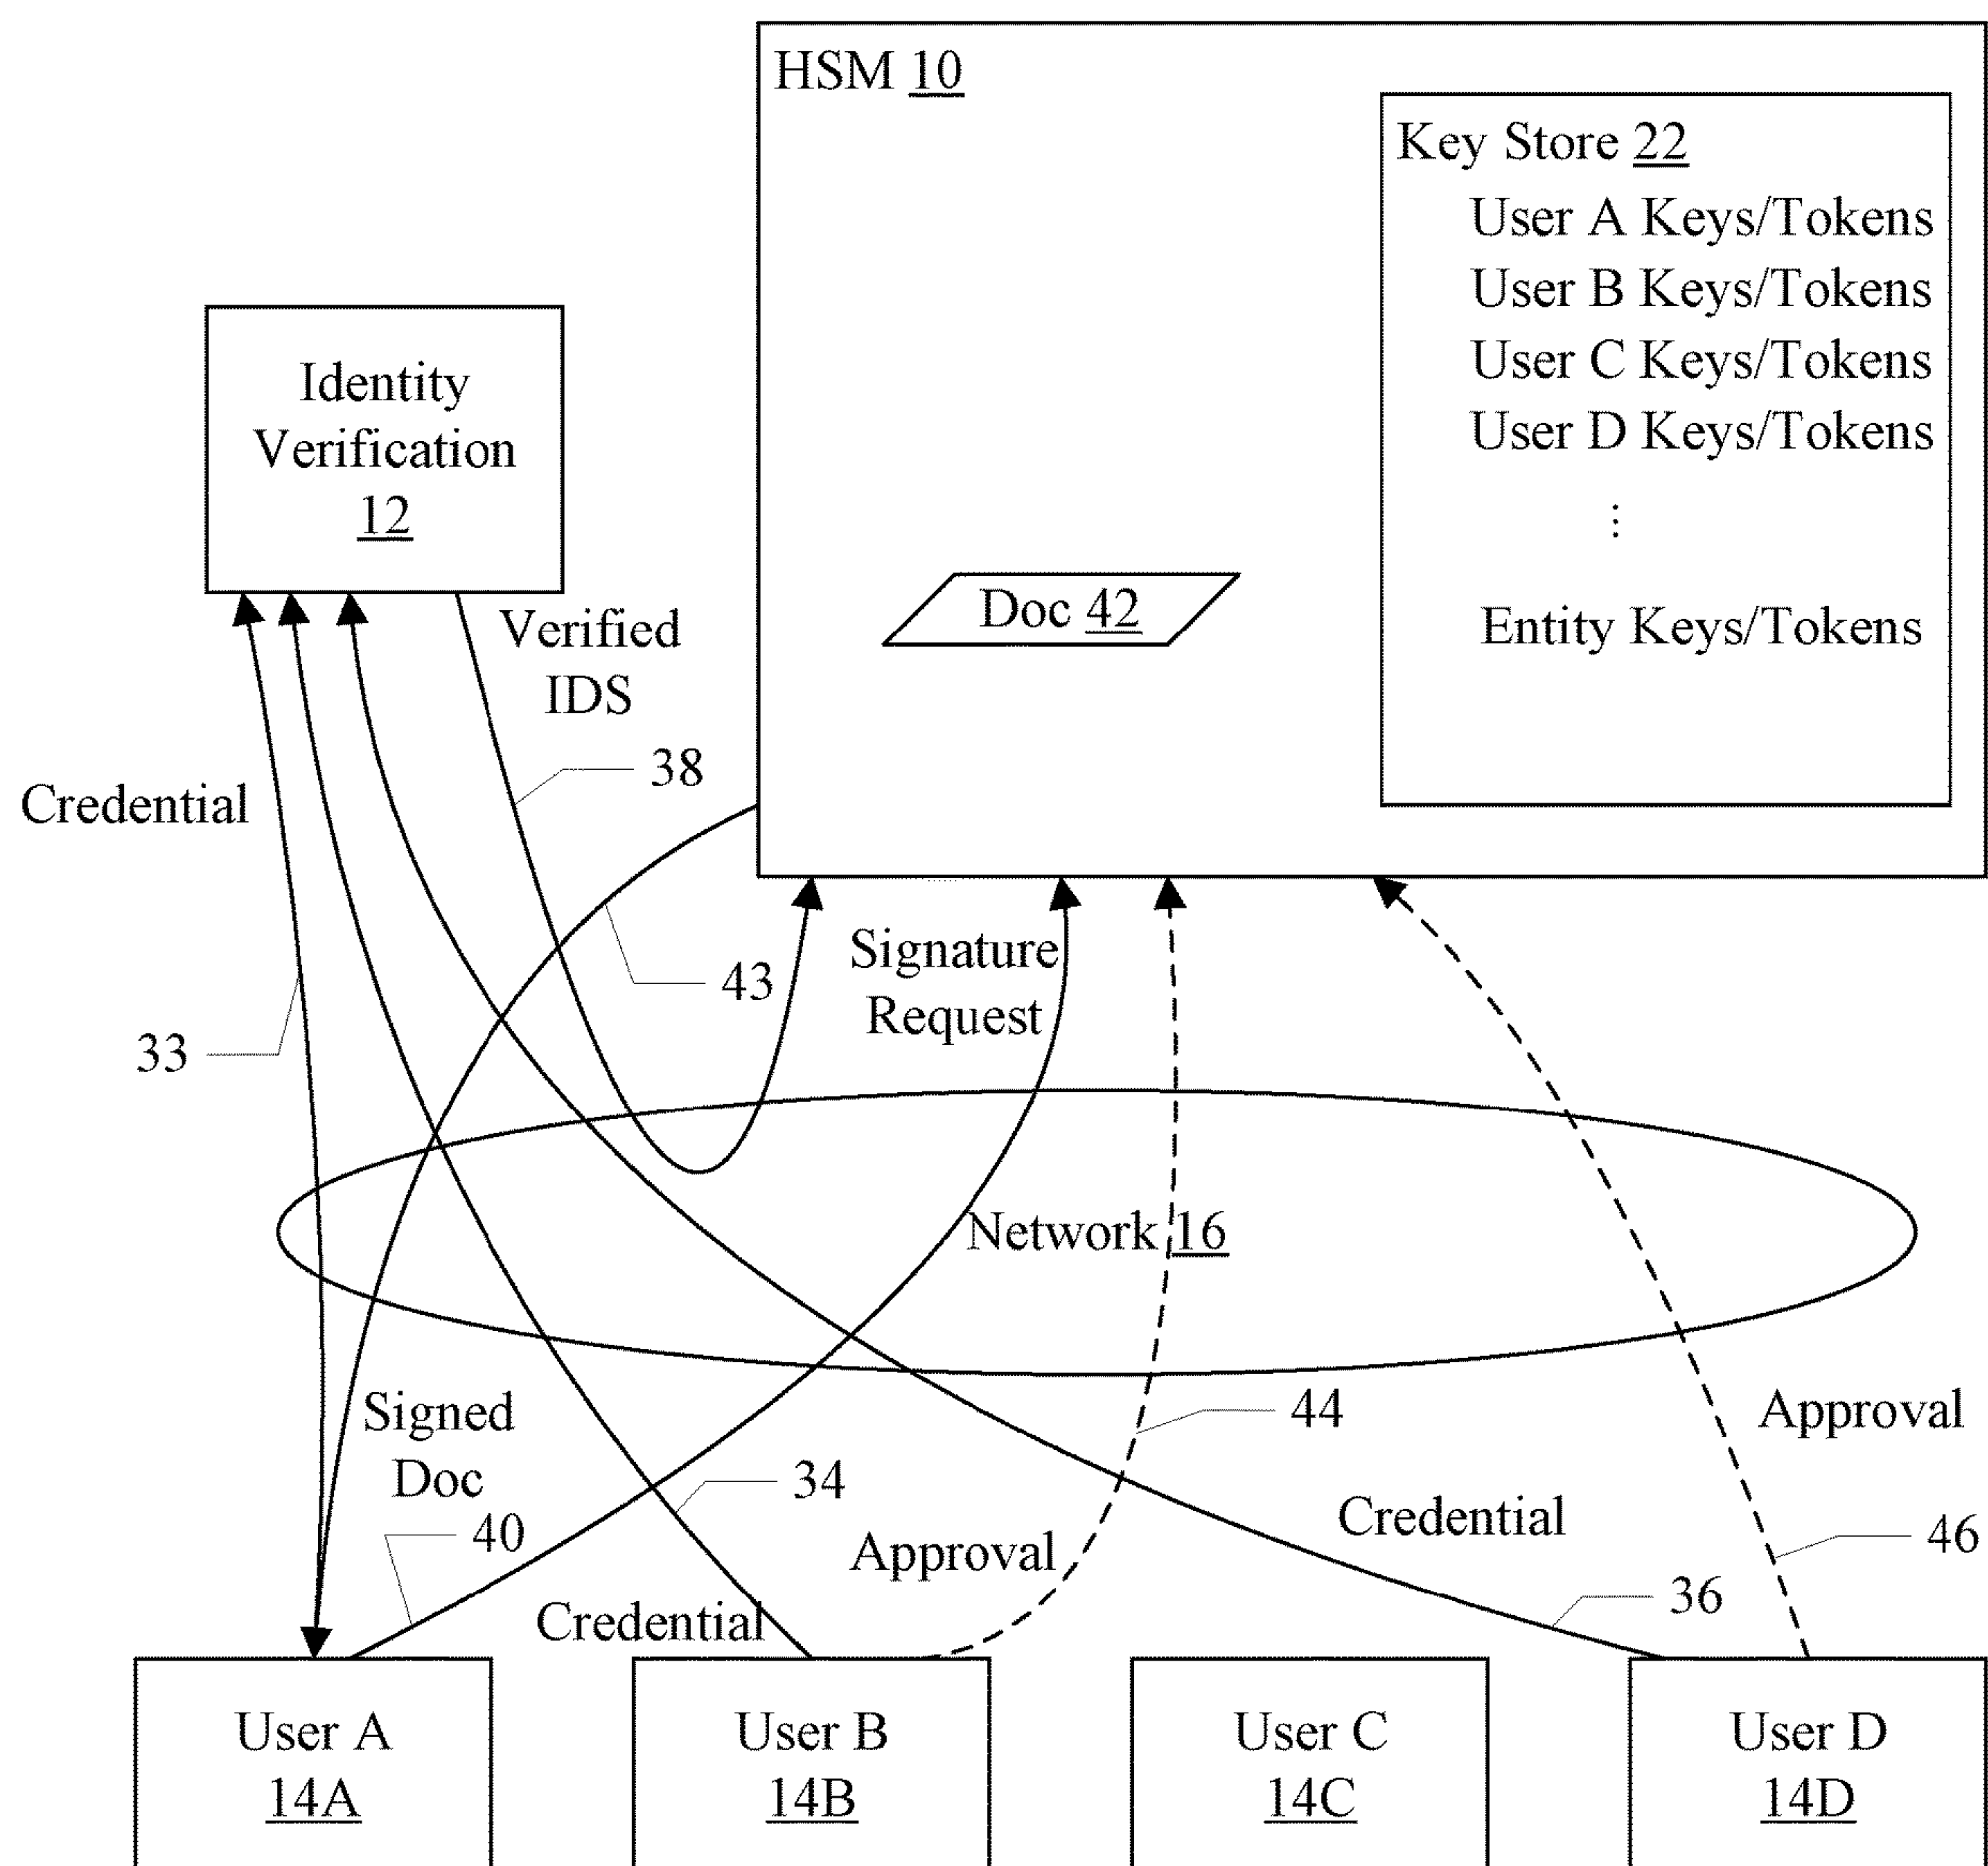 HSM 10
Key Store 22
User A Keys/Tokens
User B Keys/Tokens
User C Keys/Tokens
User D Keys/Tokens
⋮
Entity Keys/Tokens
Identity
Verification
12
Doc 42
Verified
IDS
38
Credential
43
Signature
Request
33
Network 16
Signed
Doc
40
34
44
Approval
Approval
Credential
46
36
Credential
User A
14A
User B
14B
User C
14C
User D
14D